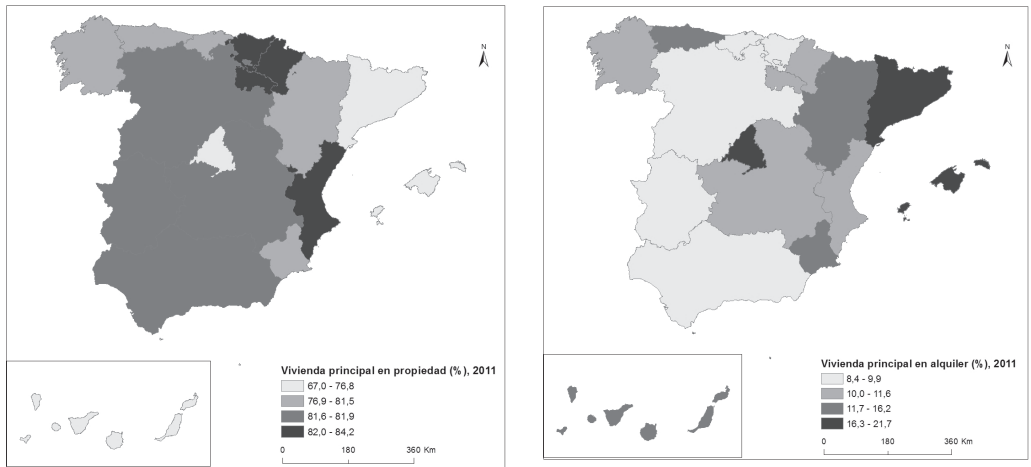 N
Vivienda principal en propiedad (%), 2011
67,0 - 76,8
76,9 - 81,5
81,6 - 81,9
82,0 - 84,2
0 180 360 Km
N
Vivienda principal en alquiler (%), 2011
8,4 - 9,9
10,0 - 11,6
11,7 - 16,2
16,3 - 21,7
0 180 360 Km